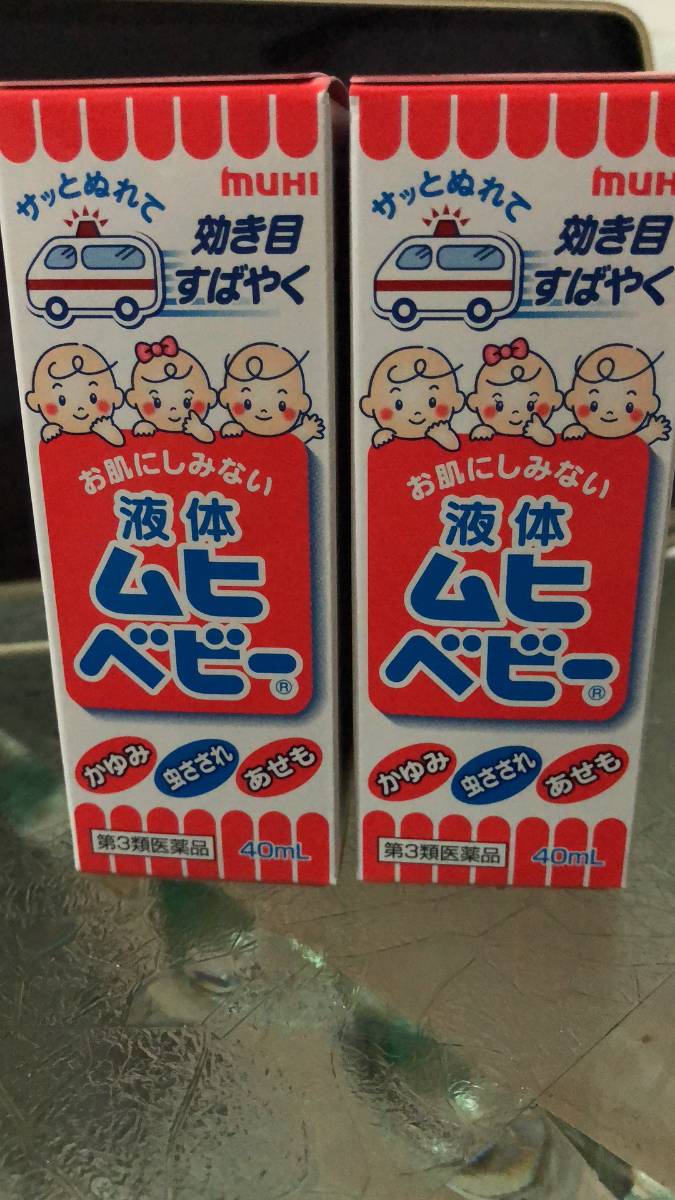 サッとぬれて
muHI
効き目
すばやく
お肌にしみない
液体
ムヒ
ベビー®
かゆみ
虫さされ
あせも
第3類医薬品
40mL
サッとぬれて
muH
効き目
すばやく
お肌にしみない
液体
ムヒ
ベビー®
かゆみ
虫さされ
あせも
第3類医薬品
40mL